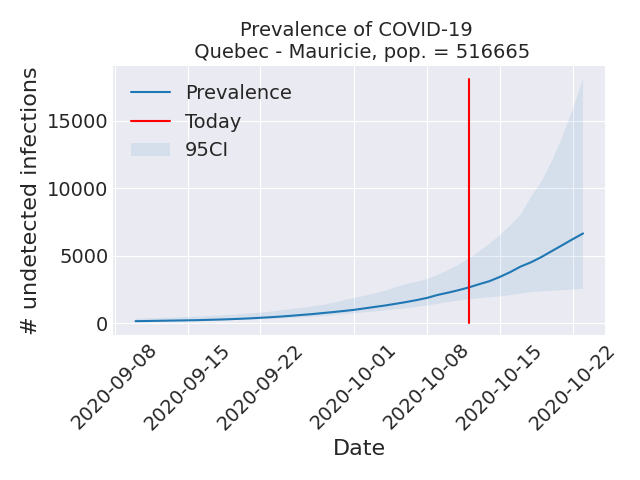 Prevalence of COVID-19
Quebec - Mauricie, pop. = 516665
# undetected infections
15000
10000
5000
0
Prevalence
Today
95CI
2020-09-08
2020-09-15
2020-09-22
2020-10-01
2020-10-08
2020-10-15
2020-10-22
Date